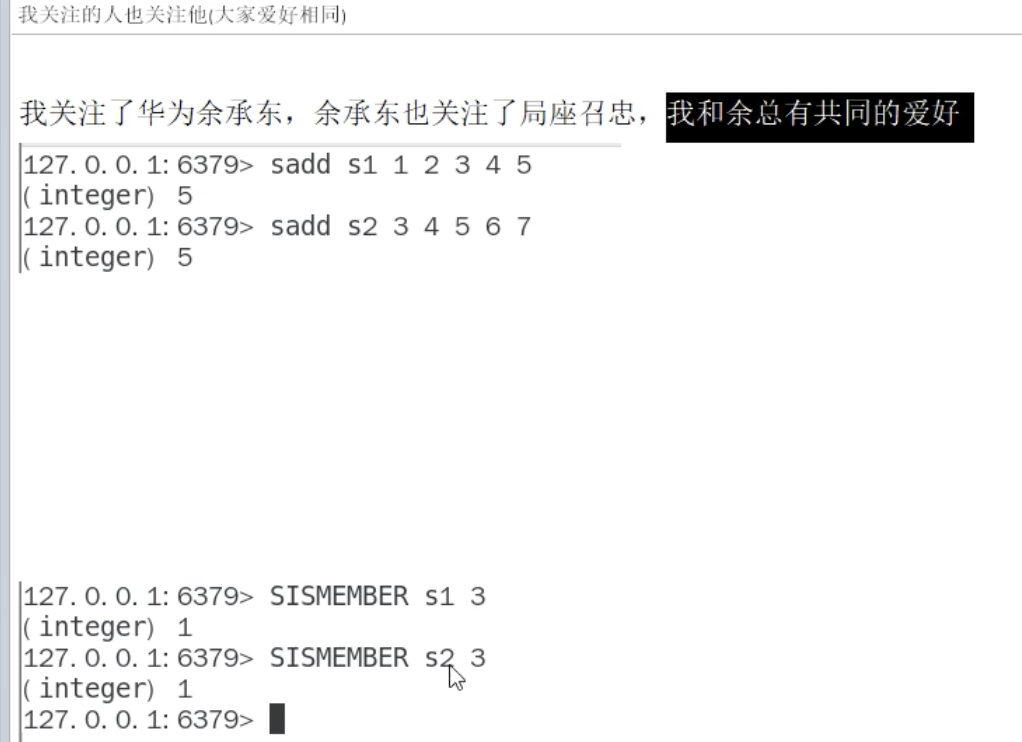 我关注的人也关注他(大家爱好相同)
我关注了华为余承东，余承东也关注了局座召忠，我和余总有共同的爱好
127.0.0.1:6379> sadd s1 1 2 3 4 5
(integer) 5
127.0.0.1:6379> sadd s2 3 4 5 6 7
(integer) 5
127.0.0.1:6379> SISMEMBER s1 3
(integer) 1
127.0.0.1:6379> SISMEMBER s2 3
(integer) 1
127.0.0.1:6379>